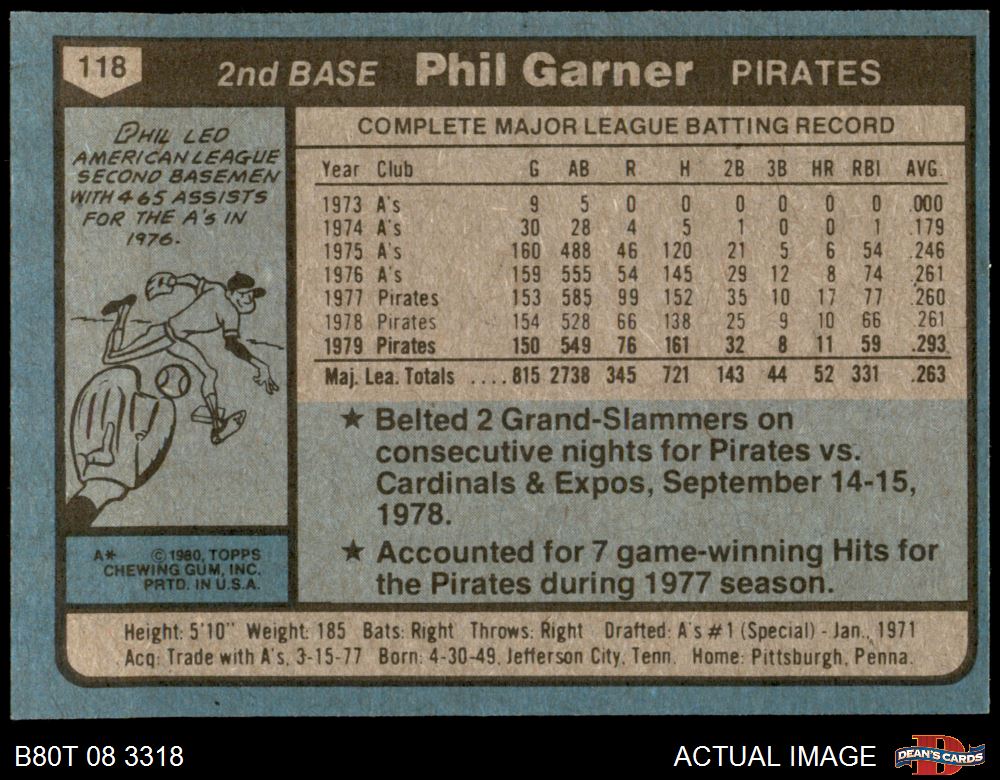 118
2nd BASE Phil Garner PIRATES
PHIL LED
AMERICAN LEAGUE
SECOND BASEMEN
WITH 465 ASSISTS
FOR THE A's IN
1976.
A* © 1980, TOPPS
CHEWING GUM, INC.
PRTD. IN U.S.A.
COMPLETE MAJOR LEAGUE BATTING RECORD
Year Club G AB R H 2B 3B HR RBI AVG.
1973 A's 9 5 0 0 0 0 0 0 .000
1974 A's 30 28 4 5 1 0 0 1 .179
1975 A's 160 488 46 120 21 5 6 54 .246
1976 A's 159 555 54 145 29 12 8 74 .261
1977 Pirates 153 585 99 152 35 10 17 77 .260
1978 Pirates 154 528 66 138 25 9 10 66 .261
1979 Pirates 150 549 76 161 32 8 11 59 .293
Maj. Lea. Totals ....815 2738 345 721 143 44 52 331 .263
★ Belted 2 Grand-Slammers on
consecutive nights for Pirates vs.
Cardinals & Expos, September 14-15,
1978.
★ Accounted for 7 game-winning Hits for
the Pirates during 1977 season.
Height: 5'10" Weight: 185 Bats: Right Throws: Right Drafted: A's #1 (Special) - Jan., 1971
Acq: Trade with A's, 3-15-77 Born: 4-30-49, Jefferson City, Tenn. Home: Pittsburgh, Penna.
B80T 08 3318
ACTUAL IMAGE
D
DEAN'S CARDS